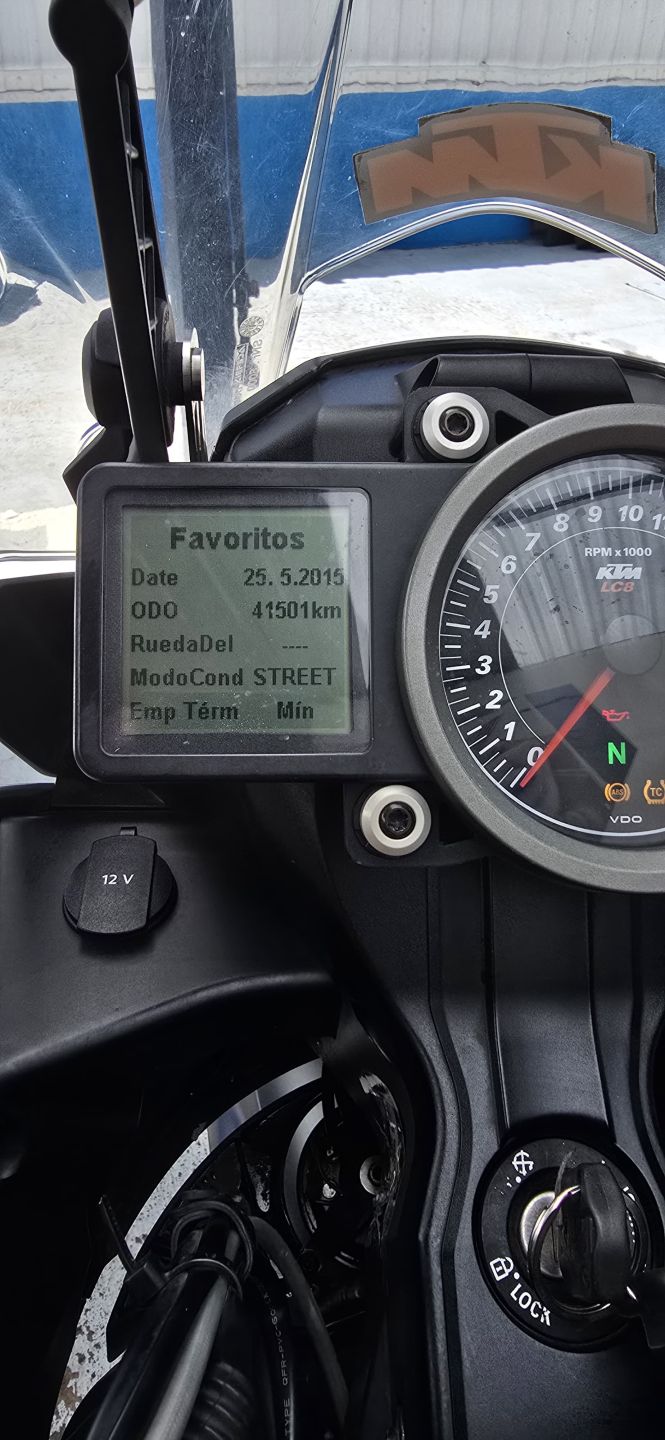 KTM
Favoritos
Date 25. 5.2015
ODO 41501km
RuedaDel ----
ModoCond STREET
Emp Térm Mín
0 1 2 3 4 5 6 7 8 9 10 11
RPM x 1000
KTM
LC8
N
ABS
TC
VDO
12 V
LOCK